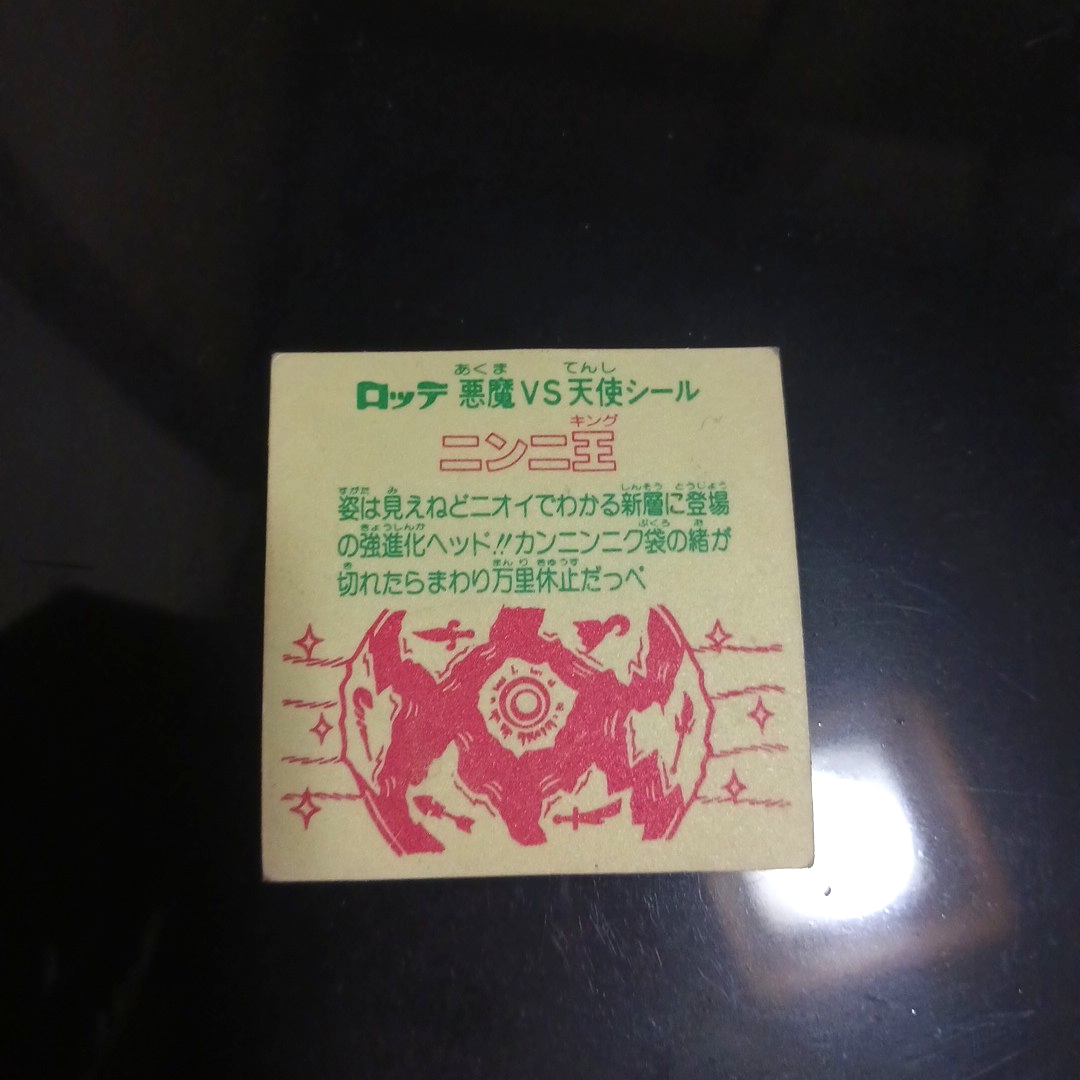 ロッテ 悪魔VS天使シール
ニンニ王
姿は見えねどニオイでわかる新層に登場
の強進化ヘッド!!カンニンニク袋の緒が
切れたらまわり万里休止だっぺ